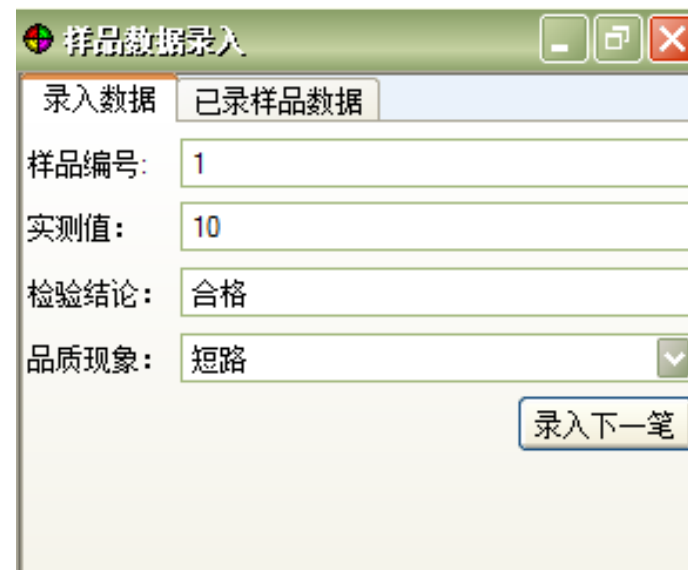 样品数据录入
录入数据 已录样品数据
样品编号: 1
实测值： 10
检验结论： 合格
品质现象： 短路
录入下一笔